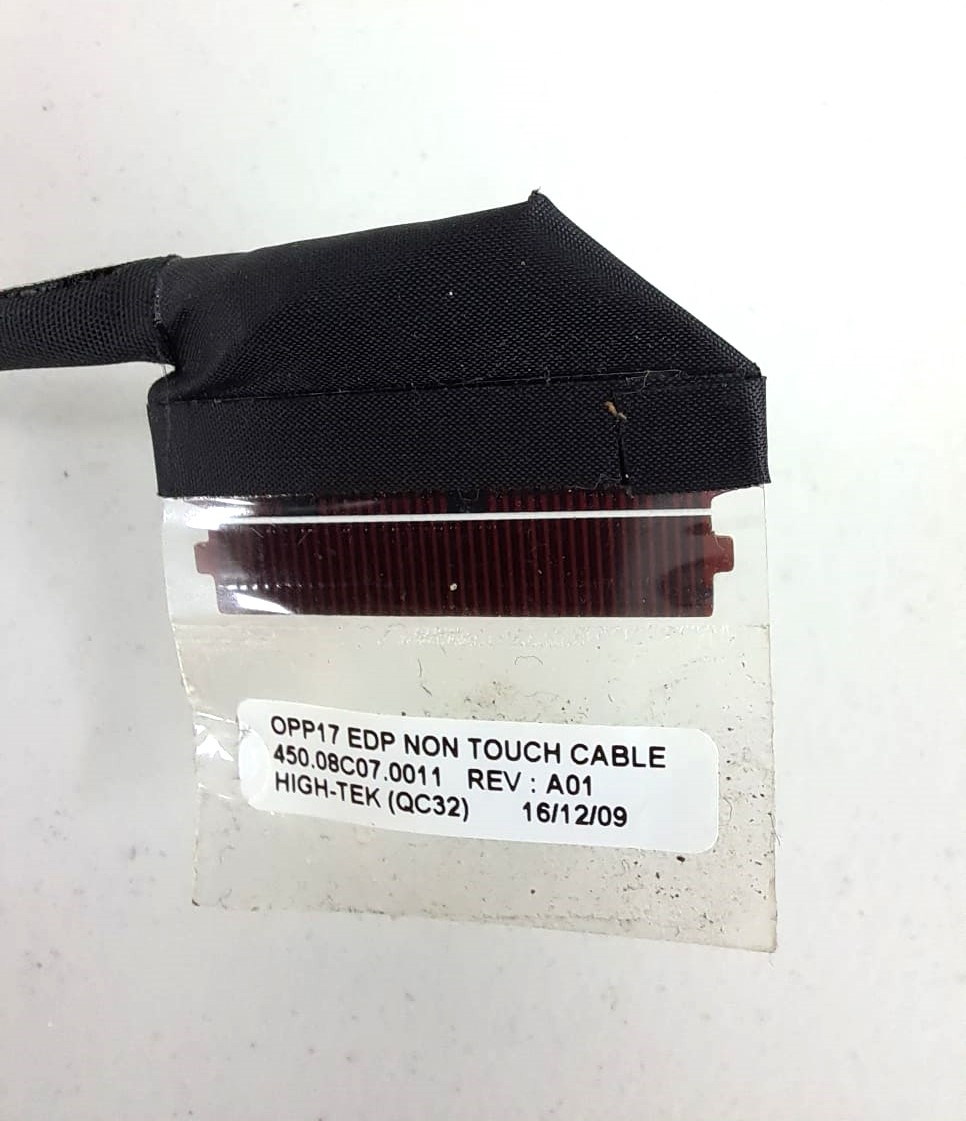 OPP17 EDP NON TOUCH CABLE
450.08C07.0011 REV : A01
HIGH-TEK (QC32) 16/12/09